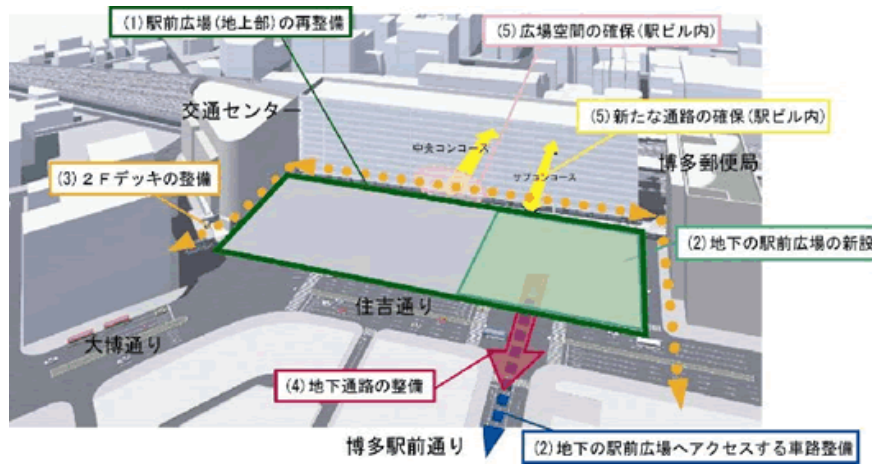 (1)駅前広場(地上部)の再整備
(5)広場空間の確保(駅ビル内)
交通センター
(5)新たな通路の確保(駅ビル内)
中央コンコース
サブコンコース
博多郵便局
(3)2Fデッキの整備
(2)地下の駅前広場の新設
住吉通り
大博通り
(4)地下通路の整備
博多駅前通り
(2)地下の駅前広場へアクセスする車路整備